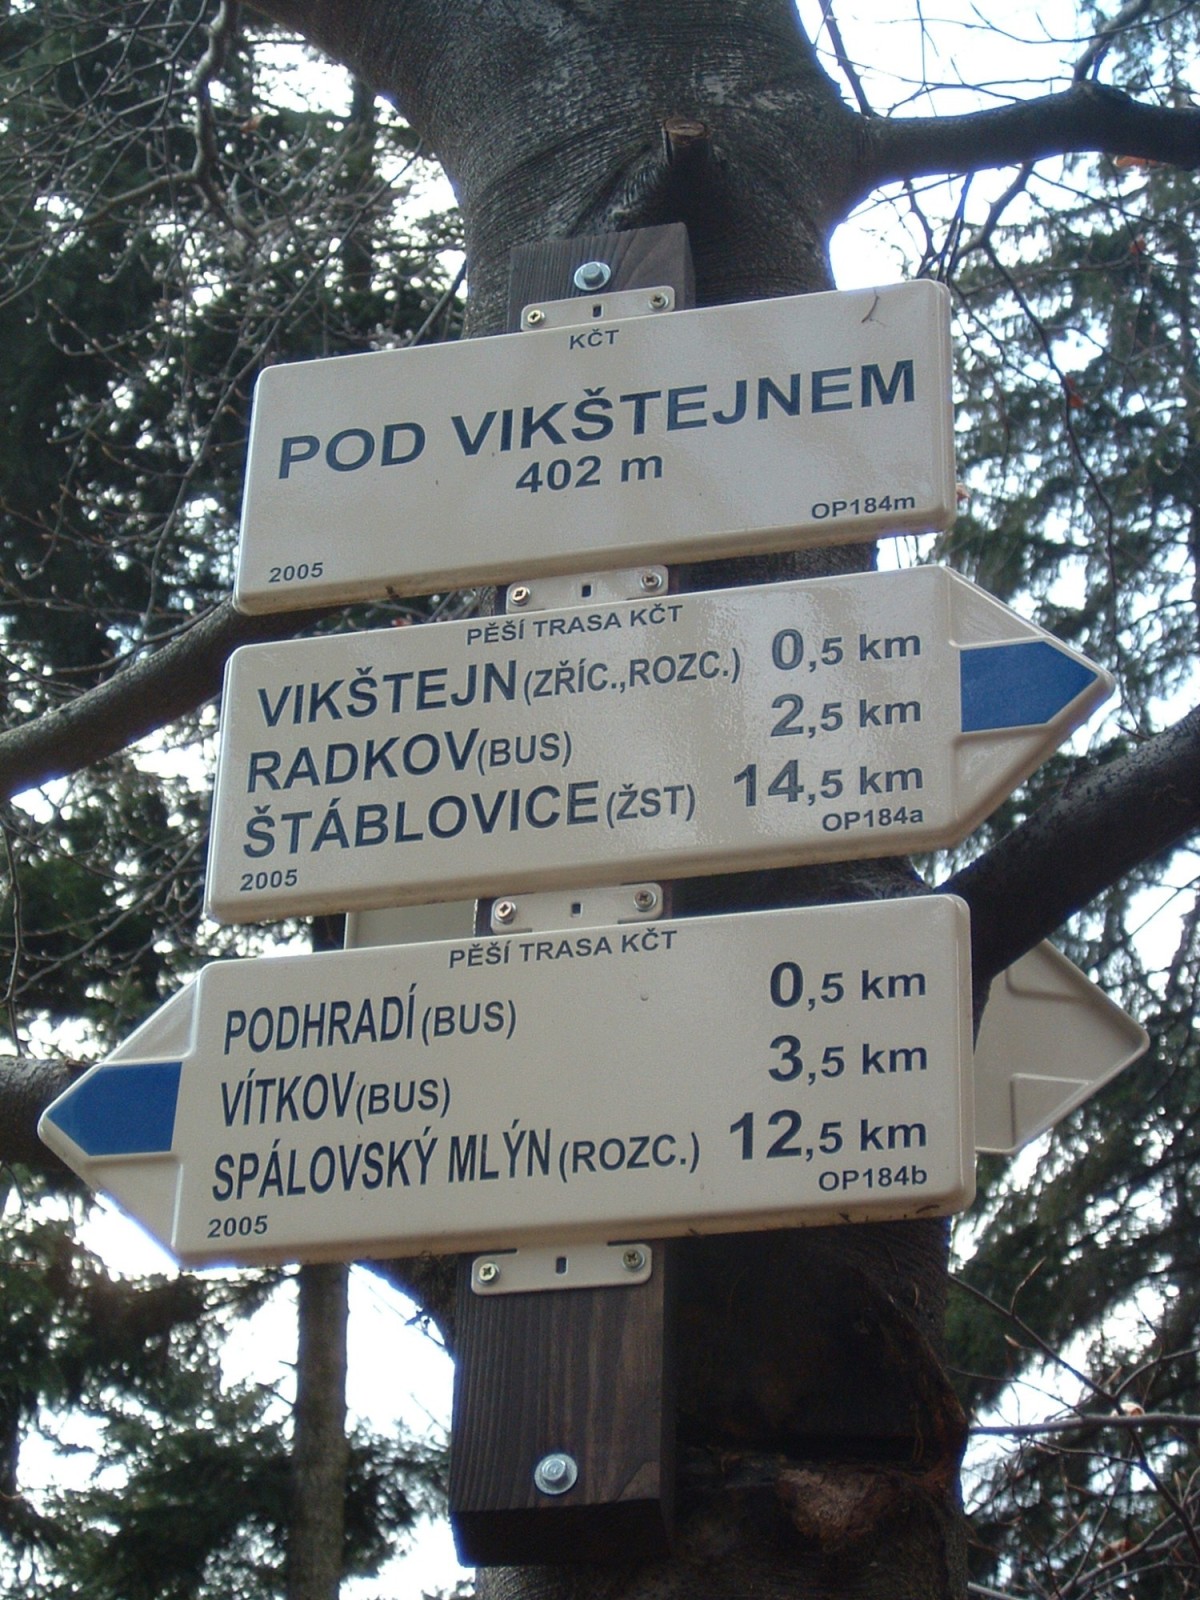 KČT
POD VIKŠTEJNEM
402 m
OP184m
2005
PĚŠÍ TRASA KČT
VIKŠTEJN (ZŘÍC.,ROZC.) 0,5 km
RADKOV (BUS) 2,5 km
ŠTÁBLOVICE (ŽST) 14,5 km
OP184a
2005
PĚŠÍ TRASA KČT
PODHRADÍ (BUS) 0,5 km
VÍTKOV (BUS) 3,5 km
SPÁLOVSKÝ MLÝN (ROZC.) 12,5 km
OP184b
2005